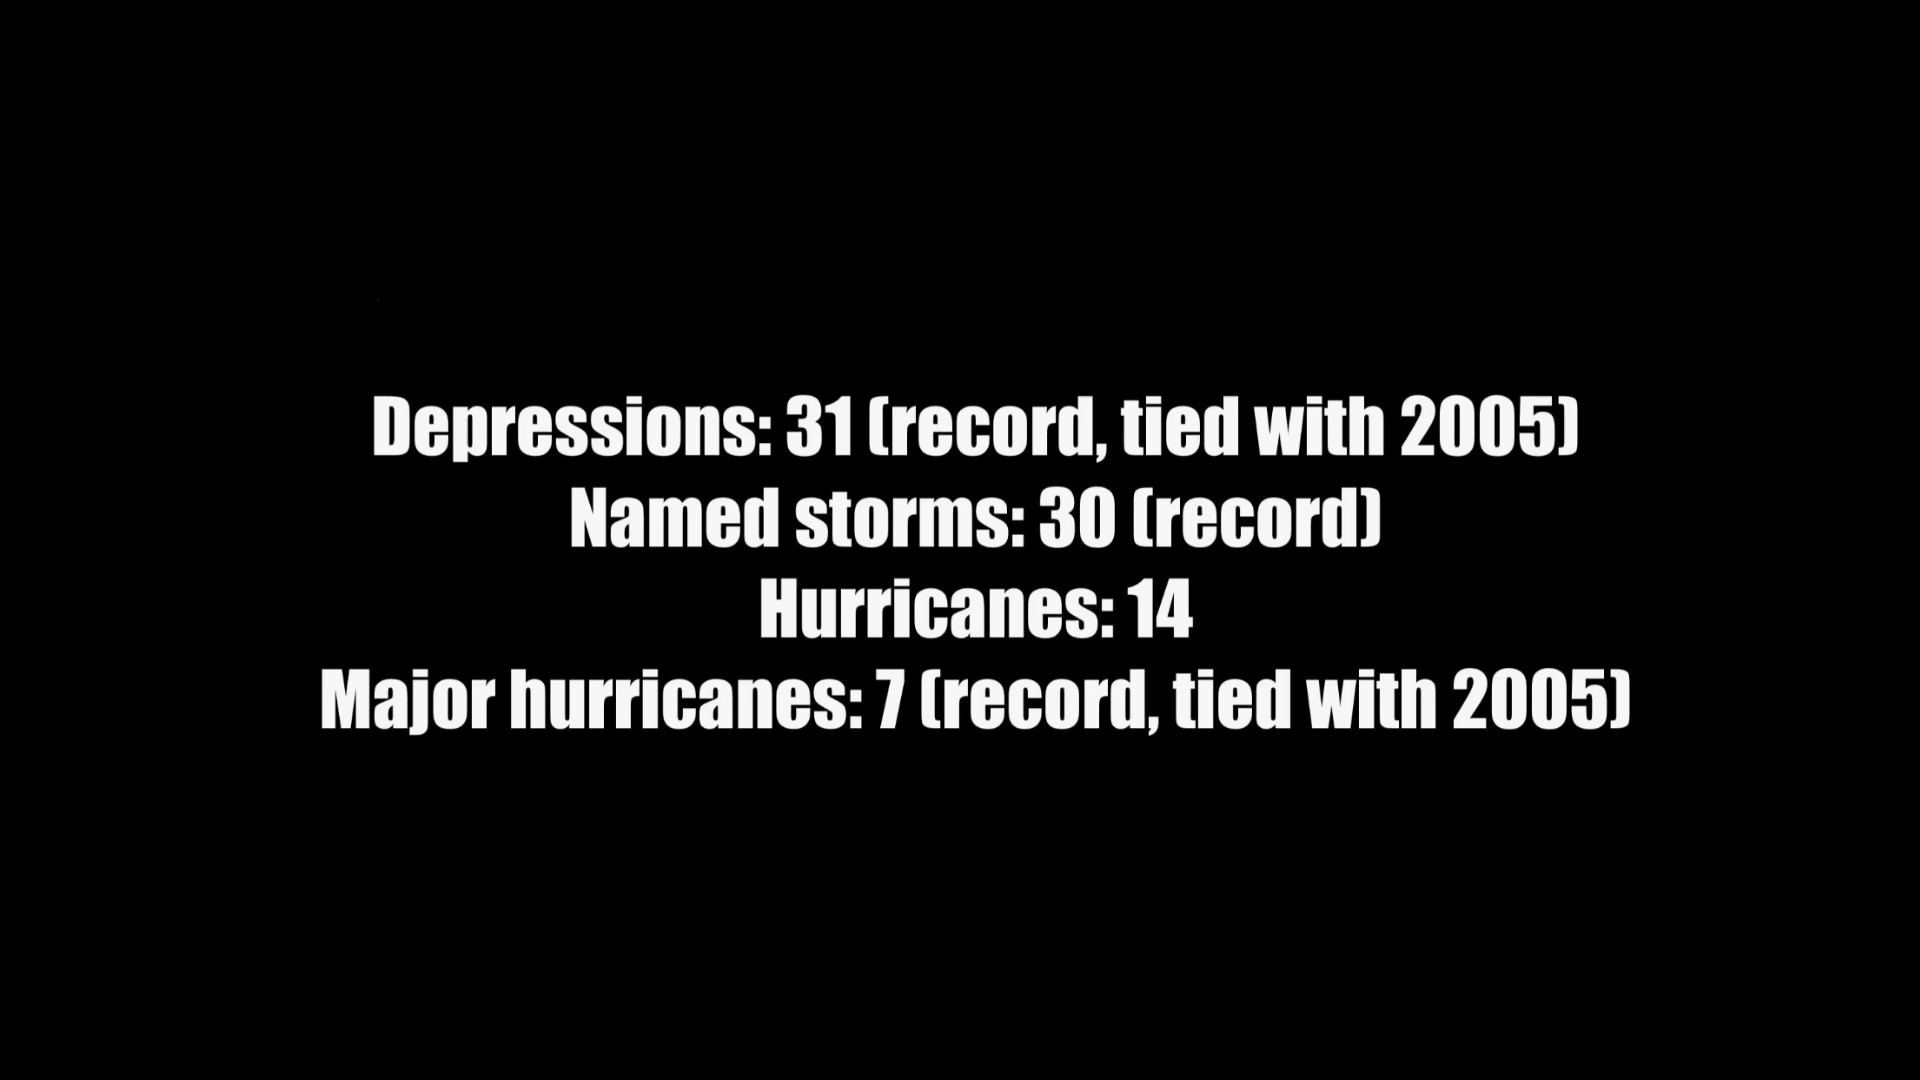 Depressions: 31 (record, tied with 2005)
Named storms: 30 (record)
Hurricanes: 14
Major hurricanes: 7 (record, tied with 2005)